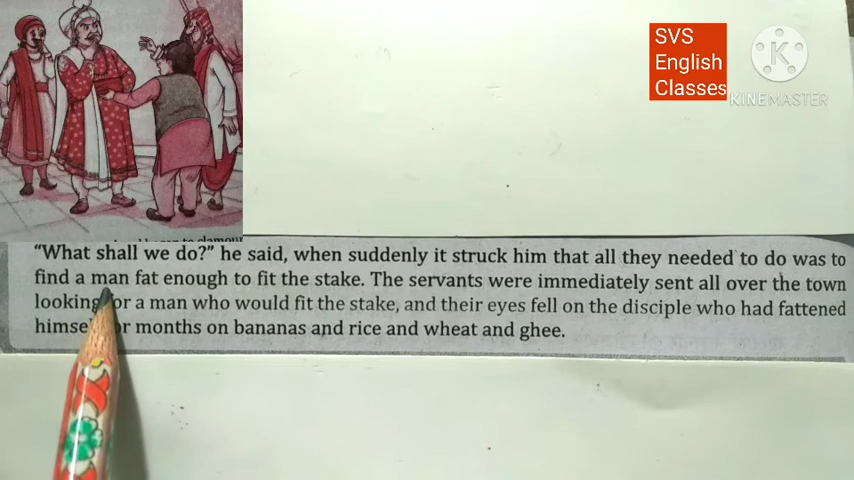 SVS
English
Classes
KINEMASTER
"What shall we do?" he said, when suddenly it struck him that all they needed to do was to
find a man fat enough to fit the stake. The servants were immediately sent all over the town
looking for a man who would fit the stake, and their eyes fell on the disciple who had fattened
months on bananas and rice and wheat and ghee.